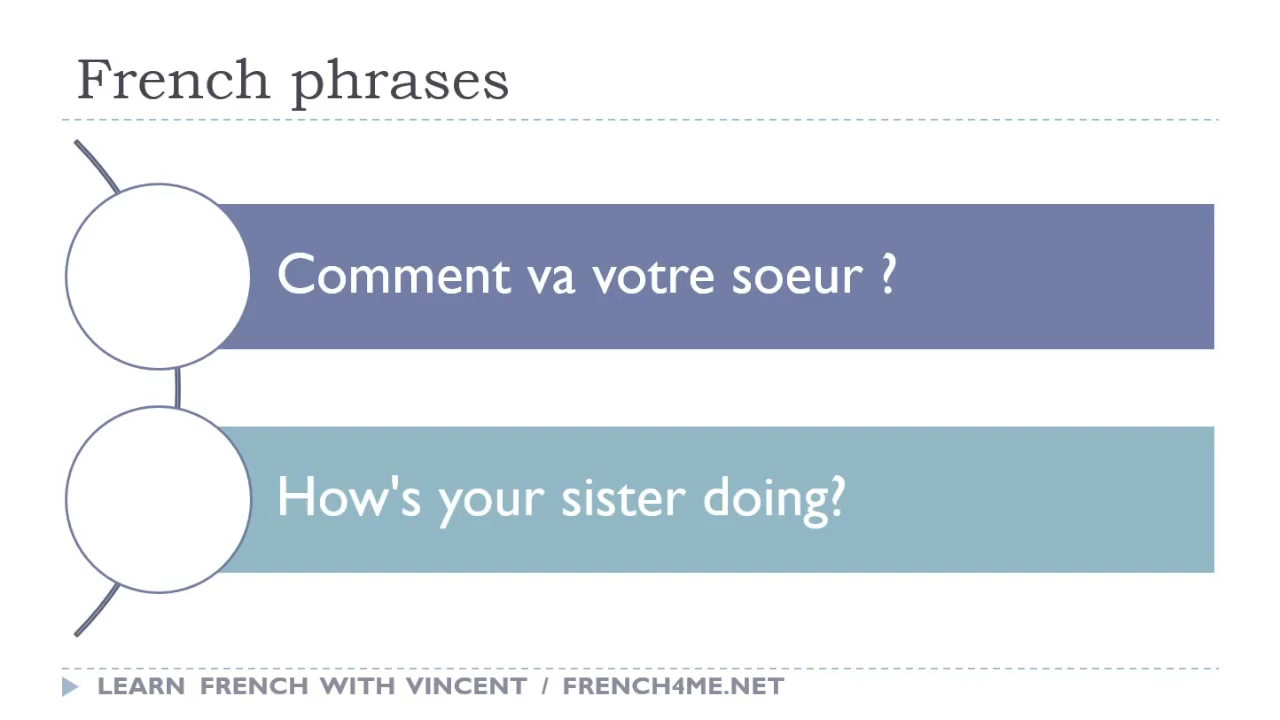 French phrases
Comment va votre soeur ?
How's your sister doing?
LEARN FRENCH WITH VINCENT / FRENCH4ME.NET